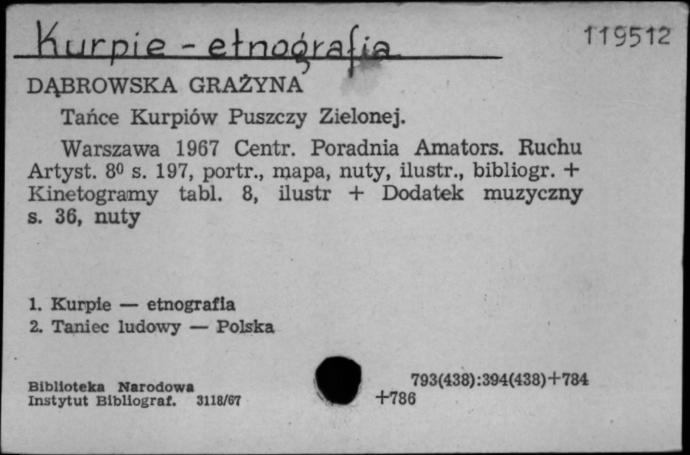 Kurpie - etnografia
119512
DĄBROWSKA GRAŻYNA
Tańce Kurpiów Puszczy Zielonej.
Warszawa 1967 Centr. Poradnia Amators. Ruchu
Artyst. 8⁰ s. 197, portr., mapa, nuty, ilustr., bibliogr. +
Kinetogramy tabl. 8, ilustr + Dodatek muzyczny
s. 36, nuty
1. Kurpie — etnografia
2. Taniec ludowy — Polska
Biblioteka Narodowa
Instytut Bibliograf. 3118/67
793(438):394(438)+784
+786